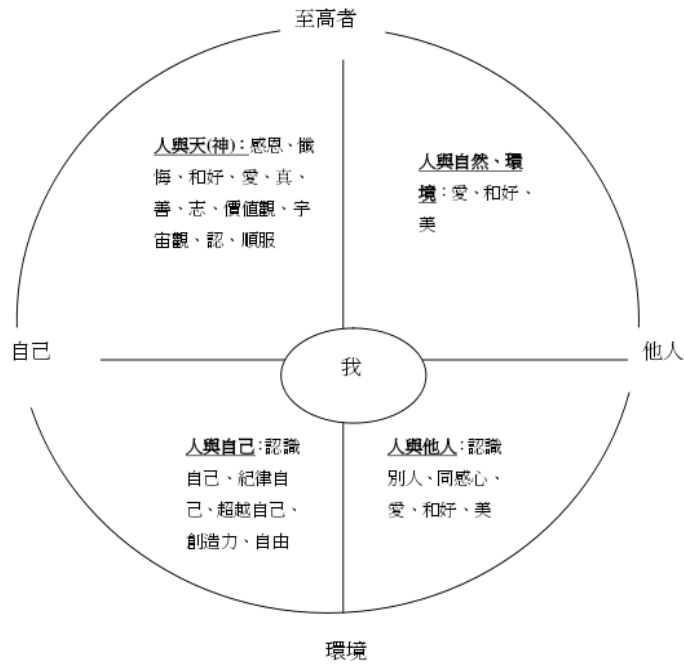 至高者
人與天(神)：感恩、懺
悔、和好、愛、真、
善、志、價值觀、宇
宙觀、認、順服
人與自然、環
境：愛、和好、
美
自己
我
他人
人與自己：認識
自己、紀律自
己、超越自己、
創造力、自由
人與他人：認識
別人、同感心、
愛、和好、美
環境